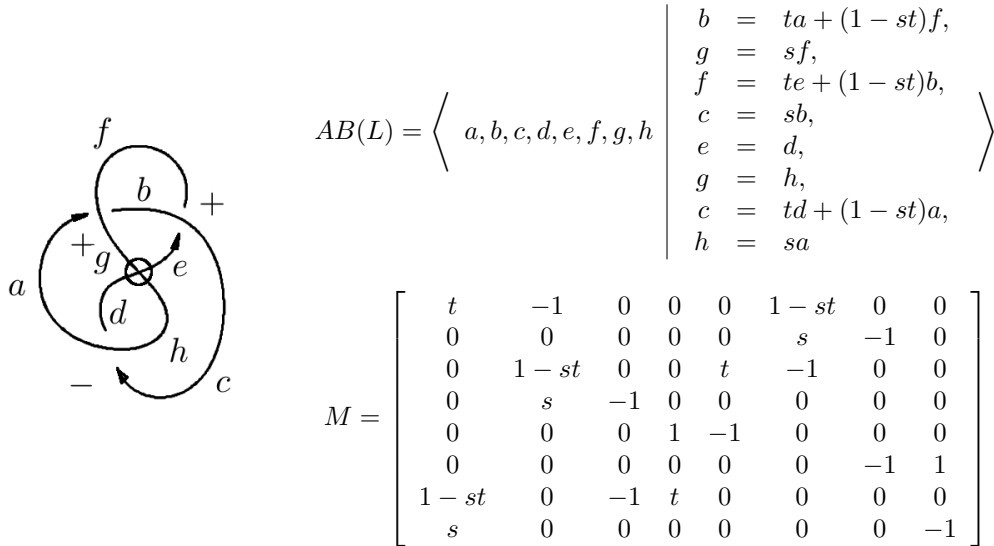 f
b
+
+
g
e
a
d
h
−
c
b = ta + (1 − st)f,
g = sf,
f = te + (1 − st)b,
AB(L) = ⟨ a, b, c, d, e, f, g, h | c = sb, ⟩
e = d,
g = h,
c = td + (1 − st)a,
h = sa
t −1 0 0 0 1 − st 0 0
0 0 0 0 0 s −1 0
0 1 − st 0 0 t −1 0 0
M = [ 0 s −1 0 0 0 0 0 ]
0 0 0 1 −1 0 0 0
0 0 0 0 0 0 −1 1
1 − st 0 −1 t 0 0 0 0
s 0 0 0 0 0 0 −1